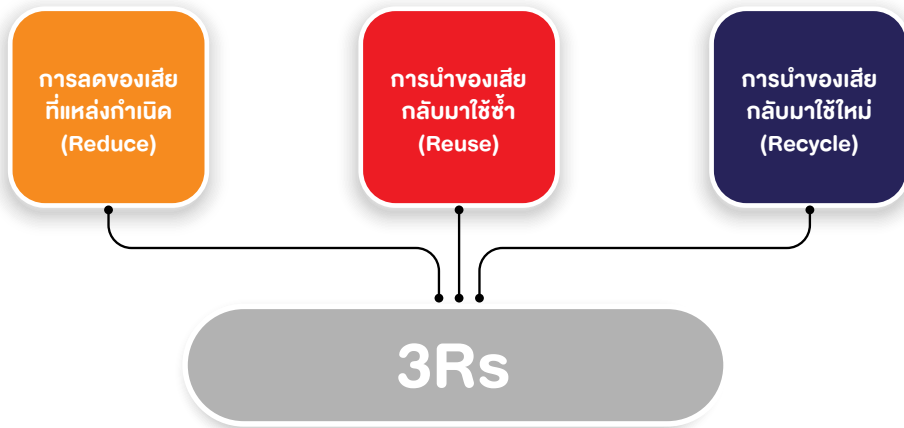 การลดของเสีย
ที่แหล่งกำเนิด
(Reduce)
การนำของเสีย
กลับมาใช้ซ้ำ
(Reuse)
การนำของเสีย
กลับมาใช้ใหม่
(Recycle)
3Rs